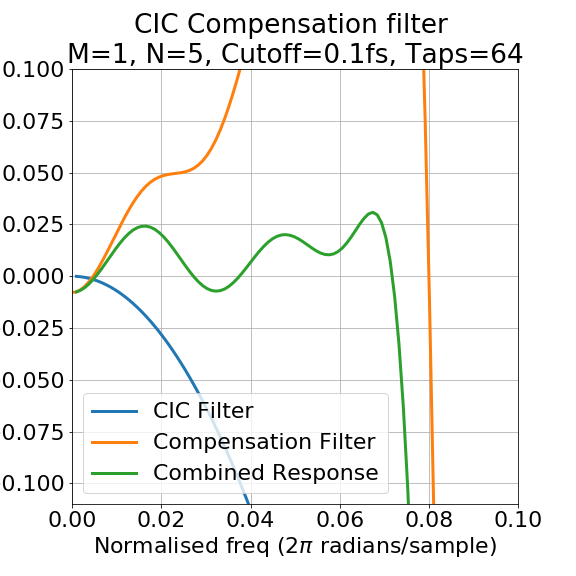 CIC Compensation filter
M=1, N=5, Cutoff=0.1fs, Taps=64
0.100
0.075
0.050
0.025
0.000
0.025
0.050
0.075
0.100
CIC Filter
Compensation Filter
Combined Response
0.00 0.02 0.04 0.06 0.08 0.10
Normalised freq (2π radians/sample)